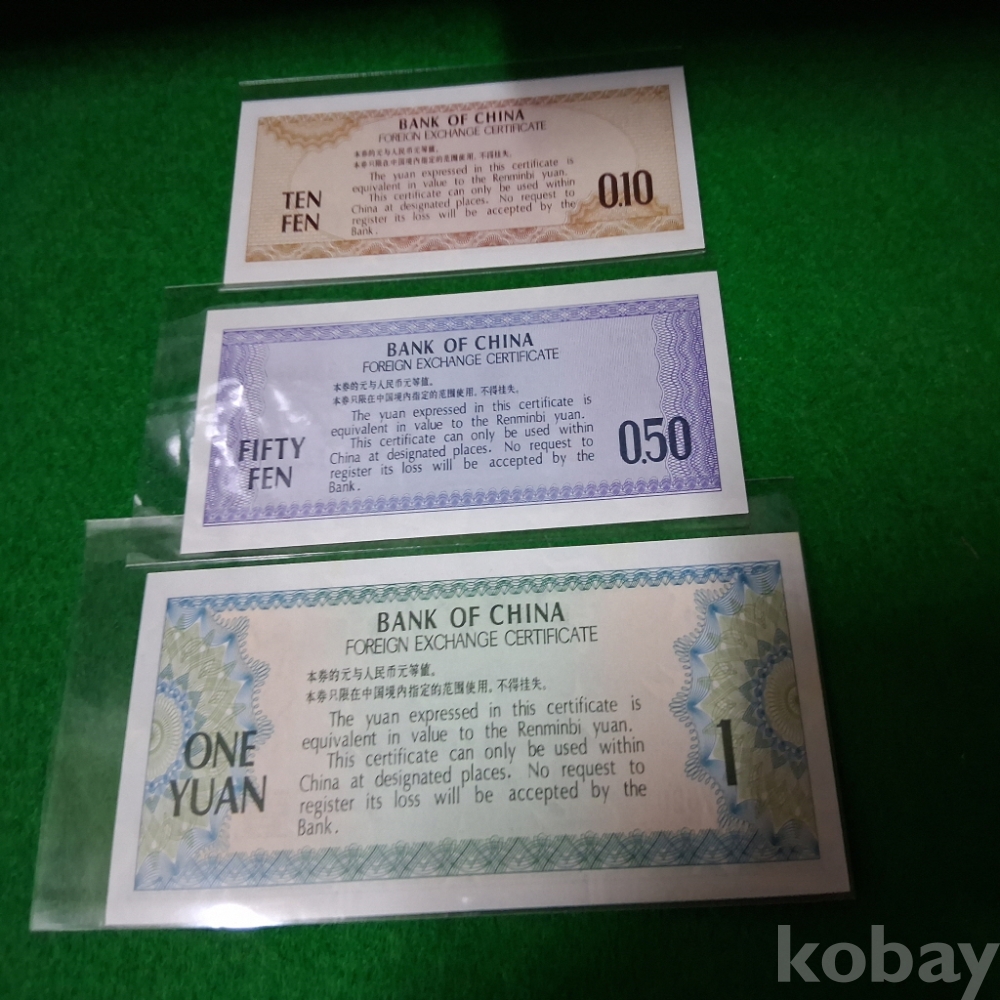 BANK OF CHINA
FOREIGN EXCHANGE CERTIFICATE
本券的元与人民币元等值。
本券只限在中国境内指定的范围使用,不得挂失。
The yuan expressed in this certificate is
equivalent in value to the Renminbi yuan.
This certificate can only be used within
China at designated places. No request to
register its loss will be accepted by the
Bank.
TEN
FEN
0.10
BANK OF CHINA
FOREIGN EXCHANGE CERTIFICATE
本券的元与人民币元等值。
本券只限在中国境内指定的范围使用,不得挂失。
The yuan expressed in this certificate is
equivalent in value to the Renminbi yuan.
This certificate can only be used within
China at designated places. No request to
register its loss will be accepted by the
Bank.
FIFTY
FEN
0.50
BANK OF CHINA
FOREIGN EXCHANGE CERTIFICATE
本券的元与人民币元等值。
本券只限在中国境内指定的范围使用,不得挂失。
The yuan expressed in this certificate is
equivalent in value to the Renminbi yuan.
This certificate can only be used within
China at designated places. No request to
register its loss will be accepted by the
Bank.
ONE
YUAN
1
kobay